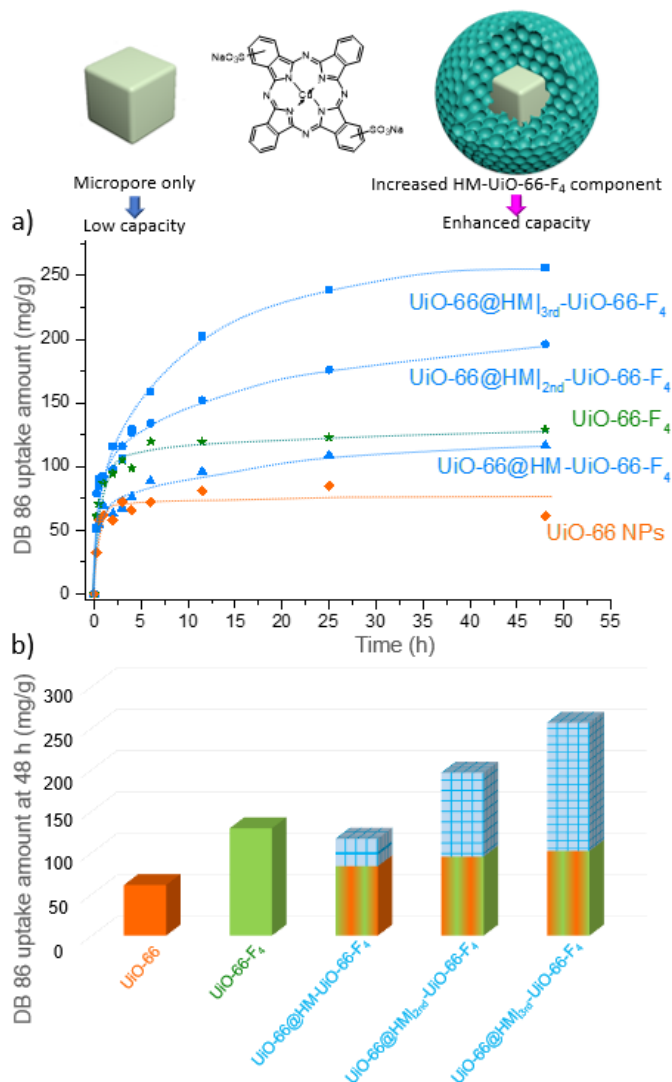 NaO₃S
N
N
N
N
N
N
N
N
Cu
SO₃Na
Micropore only
Increased HM-UiO-66-F₄ component
a)
Low capacity
Enhanced capacity
DB 86 uptake amount (mg/g)
250
200
150
100
50
0
UiO-66@HM|₃rd-UiO-66-F₄
UiO-66@HM|₂nd-UiO-66-F₄
UiO-66-F₄
UiO-66@HM-UiO-66-F₄
UiO-66 NPs
0 5 10 15 20 25 30 35 40 45 50 55
Time (h)
b)
DB 86 uptake amount at 48 h (mg/g)
300
250
200
150
100
50
0
UiO-66
UiO-66-F₄
UiO-66@HM-UiO-66-F₄
UiO-66@HM|₂nd-UiO-66-F₄
UiO-66@HM|₃rd-UiO-66-F₄